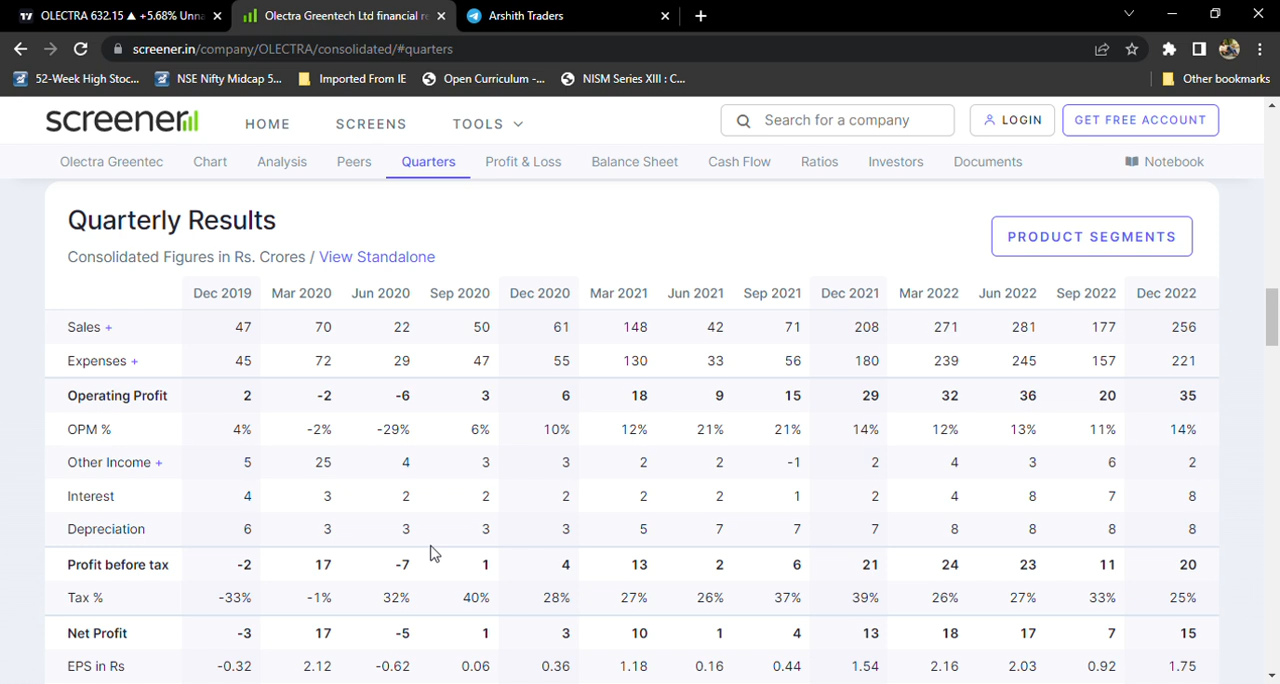 OLECTRA 632.15 ▲ +5.68% Unna
Olectra Greentech Ltd financial re
Arshith Traders
screener.in/company/OLECTRA/consolidated/#quarters
52-Week High Stoc... NSE Nifty Midcap 5... Imported From IE Open Curriculum -... NISM Series XIII : C... Other bookmarks
screener HOME SCREENS TOOLS Search for a company LOGIN GET FREE ACCOUNT
Olectra Greentec Chart Analysis Peers Quarters Profit & Loss Balance Sheet Cash Flow Ratios Investors Documents Notebook
Quarterly Results
PRODUCT SEGMENTS
Consolidated Figures in Rs. Crores / View Standalone
Dec 2019 Mar 2020 Jun 2020 Sep 2020 Dec 2020 Mar 2021 Jun 2021 Sep 2021 Dec 2021 Mar 2022 Jun 2022 Sep 2022 Dec 2022
Sales + 47 70 22 50 61 148 42 71 208 271 281 177 256
Expenses + 45 72 29 47 55 130 33 56 180 239 245 157 221
Operating Profit 2 -2 -6 3 6 18 9 15 29 32 36 20 35
OPM % 4% -2% -29% 6% 10% 12% 21% 21% 14% 12% 13% 11% 14%
Other Income + 5 25 4 3 3 2 2 -1 2 4 3 6 2
Interest 4 3 2 2 2 2 2 1 2 4 8 7 8
Depreciation 6 3 3 3 3 5 7 7 7 8 8 8 8
Profit before tax -2 17 -7 1 4 13 2 6 21 24 23 11 20
Tax % -33% -1% 32% 40% 28% 27% 26% 37% 39% 26% 27% 33% 25%
Net Profit -3 17 -5 1 3 10 1 4 13 18 17 7 15
EPS in Rs -0.32 2.12 -0.62 0.06 0.36 1.18 0.16 0.44 1.54 2.16 2.03 0.92 1.75